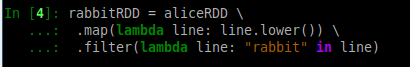 In [4]: rabbitRDD = aliceRDD \
...: .map(lambda line: line.lower()) \
...: .filter(lambda line: "rabbit" in line)